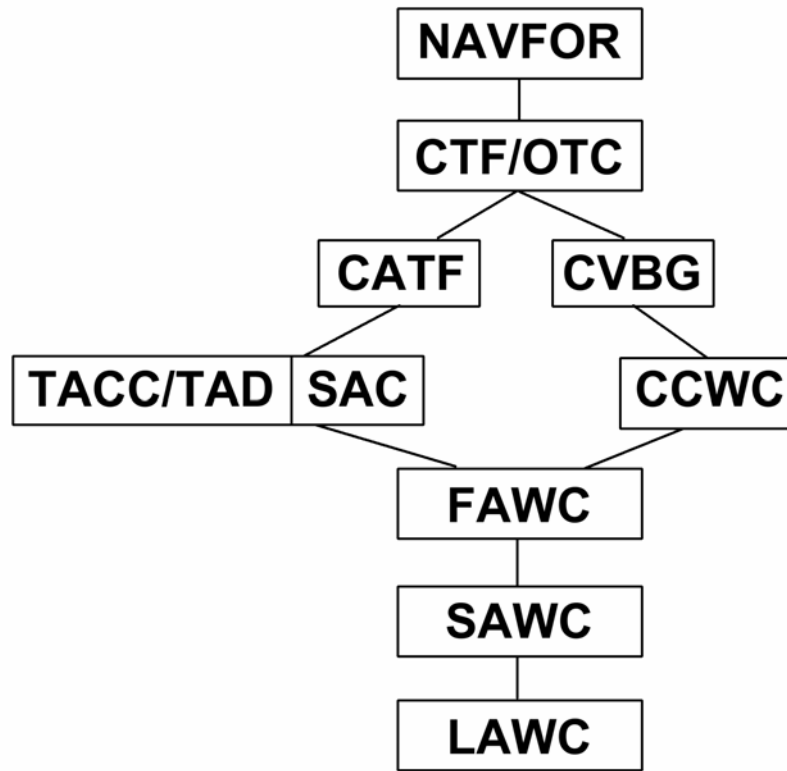 NAVFOR
CTF/OTC
CATF
CVBG
TACC/TAD
SAC
CCWC
FAWC
SAWC
LAWC